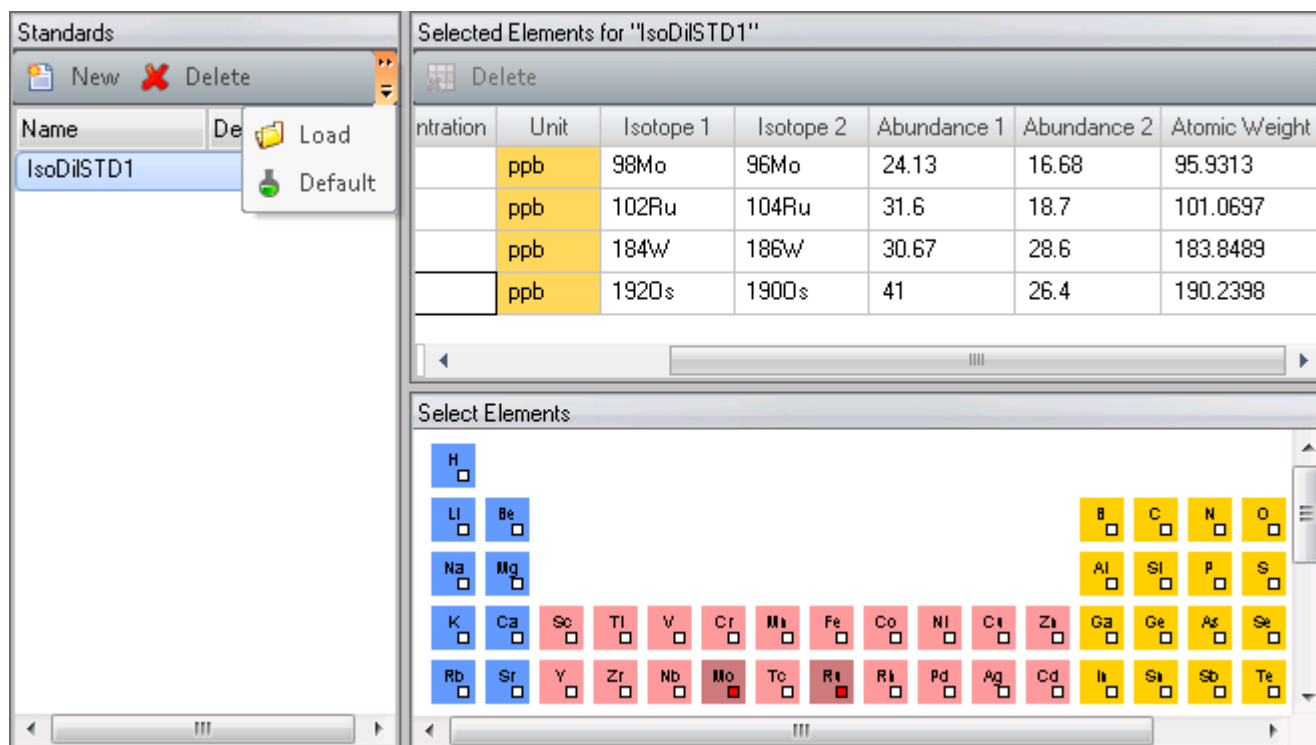 Standards
New Delete
Name De
IsoDilSTD1
Load
Default
Selected Elements for "IsoDilSTD1"
Delete
ntration Unit Isotope 1 Isotope 2 Abundance 1 Abundance 2 Atomic Weight
ppb 98Mo 96Mo 24.13 16.68 95.9313
ppb 102Ru 104Ru 31.6 18.7 101.0697
ppb 184W 186W 30.67 28.6 183.8489
ppb 192Os 190Os 41 26.4 190.2398
Select Elements
H
Li Be B C N O
Na Mg Al Si P S
K Ca Sc Ti V Cr Mn Fe Co Ni Cu Zn Ga Ge As Se
Rb Sr Y Zr Nb Mo Tc Ru Rh Pd Ag Cd In Sn Sb Te